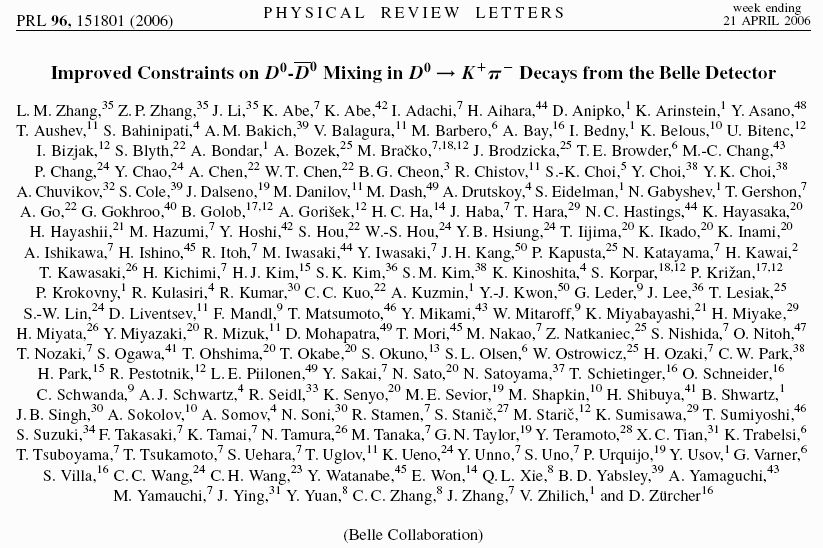 PRL 96, 151801 (2006)
PHYSICAL REVIEW LETTERS
week ending
21 APRIL 2006
Improved Constraints on D⁰-D̅⁰ Mixing in D⁰ → K⁺π⁻ Decays from the Belle Detector
L. M. Zhang,³⁵ Z. P. Zhang,³⁵ J. Li,³⁵ K. Abe,⁷ K. Abe,⁴² I. Adachi,⁷ H. Aihara,⁴⁴ D. Anipko,¹ K. Arinstein,¹ Y. Asano,⁴⁸
T. Aushev,¹¹ S. Bahinipati,⁴ A. M. Bakich,³⁹ V. Balagura,¹¹ M. Barbero,⁶ A. Bay,¹⁶ I. Bedny,¹ K. Belous,¹⁰ U. Bitenc,¹²
I. Bizjak,¹² S. Blyth,²² A. Bondar,¹ A. Bozek,²⁵ M. Bračko,⁷,¹⁸,¹² J. Brodzicka,²⁵ T. E. Browder,⁶ M.-C. Chang,⁴³
P. Chang,²⁴ Y. Chao,²⁴ A. Chen,²² W. T. Chen,²² B. G. Cheon,³ R. Chistov,¹¹ S.-K. Choi,⁵ Y. Choi,³⁸ Y. K. Choi,³⁸
A. Chuvikov,³² S. Cole,³⁹ J. Dalseno,¹⁹ M. Danilov,¹¹ M. Dash,⁴⁹ A. Drutskoy,⁴ S. Eidelman,¹ N. Gabyshev,¹ T. Gershon,⁷
A. Go,²² G. Gokhroo,⁴⁰ B. Golob,¹⁷,¹² A. Gorišek,¹² H. C. Ha,¹⁴ J. Haba,⁷ T. Hara,²⁹ N. C. Hastings,⁴⁴ K. Hayasaka,²⁰
H. Hayashii,²¹ M. Hazumi,⁷ Y. Hoshi,⁴² S. Hou,²² W.-S. Hou,²⁴ Y. B. Hsiung,²⁴ T. Iijima,²⁰ K. Ikado,²⁰ K. Inami,²⁰
A. Ishikawa,⁷ H. Ishino,⁴⁵ R. Itoh,⁷ M. Iwasaki,⁴⁴ Y. Iwasaki,⁷ J. H. Kang,⁵⁰ P. Kapusta,²⁵ N. Katayama,⁷ H. Kawai,²
T. Kawasaki,²⁶ H. Kichimi,⁷ H. J. Kim,¹⁵ S. K. Kim,³⁶ S. M. Kim,³⁸ K. Kinoshita,⁴ S. Korpar,¹⁸,¹² P. Križan,¹⁷,¹²
P. Krokovny,¹ R. Kulasiri,⁴ R. Kumar,³⁰ C. C. Kuo,²² A. Kuzmin,¹ Y.-J. Kwon,⁵⁰ G. Leder,⁹ J. Lee,³⁶ T. Lesiak,²⁵
S.-W. Lin,²⁴ D. Liventsev,¹¹ F. Mandl,⁹ T. Matsumoto,⁴⁶ Y. Mikami,⁴³ W. Mitaroff,⁹ K. Miyabayashi,²¹ H. Miyake,²⁹
H. Miyata,²⁶ Y. Miyazaki,²⁰ R. Mizuk,¹¹ D. Mohapatra,⁴⁹ T. Mori,⁴⁵ M. Nakao,⁷ Z. Natkaniec,²⁵ S. Nishida,⁷ O. Nitoh,⁴⁷
T. Nozaki,⁷ S. Ogawa,⁴¹ T. Ohshima,²⁰ T. Okabe,²⁰ S. Okuno,¹³ S. L. Olsen,⁶ W. Ostrowicz,²⁵ H. Ozaki,⁷ C. W. Park,³⁸
H. Park,¹⁵ R. Pestotnik,¹² L. E. Piilonen,⁴⁹ Y. Sakai,⁷ N. Sato,²⁰ N. Satoyama,³⁷ T. Schietinger,¹⁶ O. Schneider,¹⁶
C. Schwanda,⁹ A. J. Schwartz,⁴ R. Seidl,³³ K. Senyo,²⁰ M. E. Sevior,¹⁹ M. Shapkin,¹⁰ H. Shibuya,⁴¹ B. Shwartz,¹
J. B. Singh,³⁰ A. Sokolov,¹⁰ A. Somov,⁴ N. Soni,³⁰ R. Stamen,⁷ S. Stanič,²⁷ M. Starič,¹² K. Sumisawa,²⁹ T. Sumiyoshi,⁴⁶
S. Suzuki,³⁴ F. Takasaki,⁷ K. Tamai,⁷ N. Tamura,²⁶ M. Tanaka,⁷ G. N. Taylor,¹⁹ Y. Teramoto,²⁸ X. C. Tian,³¹ K. Trabelsi,⁶
T. Tsuboyama,⁷ T. Tsukamoto,⁷ S. Uehara,⁷ T. Uglov,¹¹ K. Ueno,²⁴ Y. Unno,⁷ S. Uno,⁷ P. Urquijo,¹⁹ Y. Usov,¹ G. Varner,⁶
S. Villa,¹⁶ C. C. Wang,²⁴ C. H. Wang,²³ Y. Watanabe,⁴⁵ E. Won,¹⁴ Q. L. Xie,⁸ B. D. Yabsley,³⁹ A. Yamaguchi,⁴³
M. Yamauchi,⁷ J. Ying,³¹ Y. Yuan,⁸ C. C. Zhang,⁸ J. Zhang,⁷ V. Zhilich,¹ and D. Zürcher¹⁶
(Belle Collaboration)